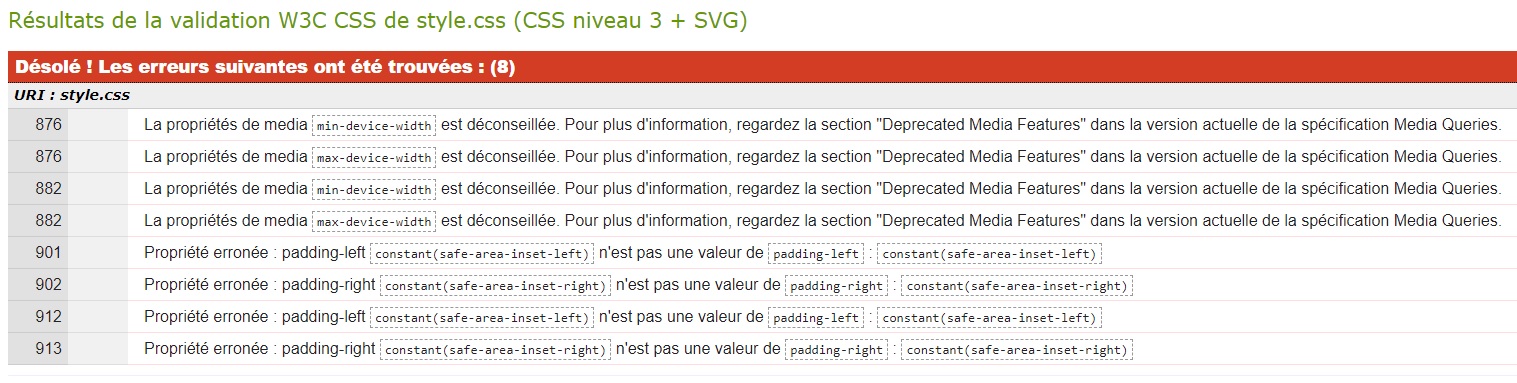 Résultats de la validation W3C CSS de style.css (CSS niveau 3 + SVG)
Désolé ! Les erreurs suivantes ont été trouvées : (8)
URI : style.css
876 La propriétés de media min-device-width est déconseillée. Pour plus d'information, regardez la section "Deprecated Media Features" dans la version actuelle de la spécification Media Queries.
876 La propriétés de media max-device-width est déconseillée. Pour plus d'information, regardez la section "Deprecated Media Features" dans la version actuelle de la spécification Media Queries.
882 La propriétés de media min-device-width est déconseillée. Pour plus d'information, regardez la section "Deprecated Media Features" dans la version actuelle de la spécification Media Queries.
882 La propriétés de media max-device-width est déconseillée. Pour plus d'information, regardez la section "Deprecated Media Features" dans la version actuelle de la spécification Media Queries.
901 Propriété erronée : padding-left constant(safe-area-inset-left) n'est pas une valeur de padding-left : constant(safe-area-inset-left)
902 Propriété erronée : padding-right constant(safe-area-inset-right) n'est pas une valeur de padding-right : constant(safe-area-inset-right)
912 Propriété erronée : padding-left constant(safe-area-inset-left) n'est pas une valeur de padding-left : constant(safe-area-inset-left)
913 Propriété erronée : padding-right constant(safe-area-inset-right) n'est pas une valeur de padding-right : constant(safe-area-inset-right)